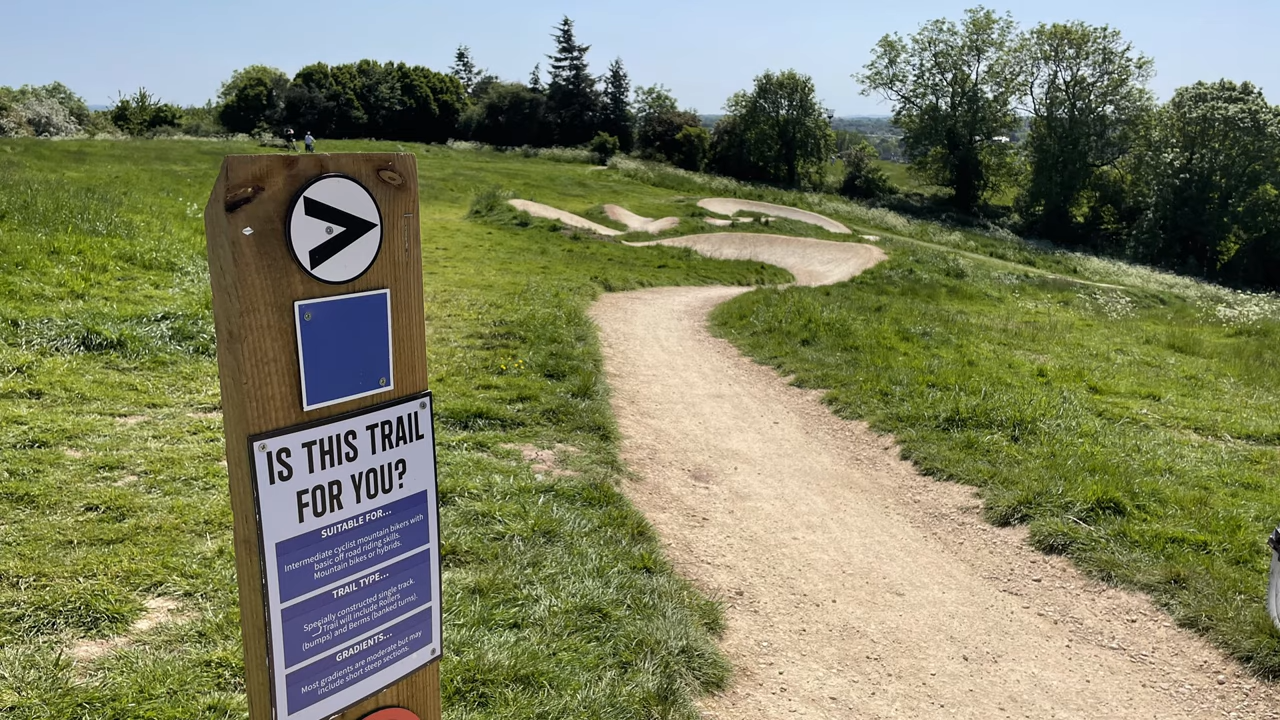 IS THIS TRAIL
FOR YOU?
SUITABLE FOR...
Intermediate cyclist mountain bikers with
basic off road riding skills.
Mountain bikes or hybrids.
TRAIL TYPE...
Specially constructed single track.
Trail will include Rollers
(bumps) and Berms (banked turns).
GRADIENTS...
Most gradients are moderate but may
include short steep sections.